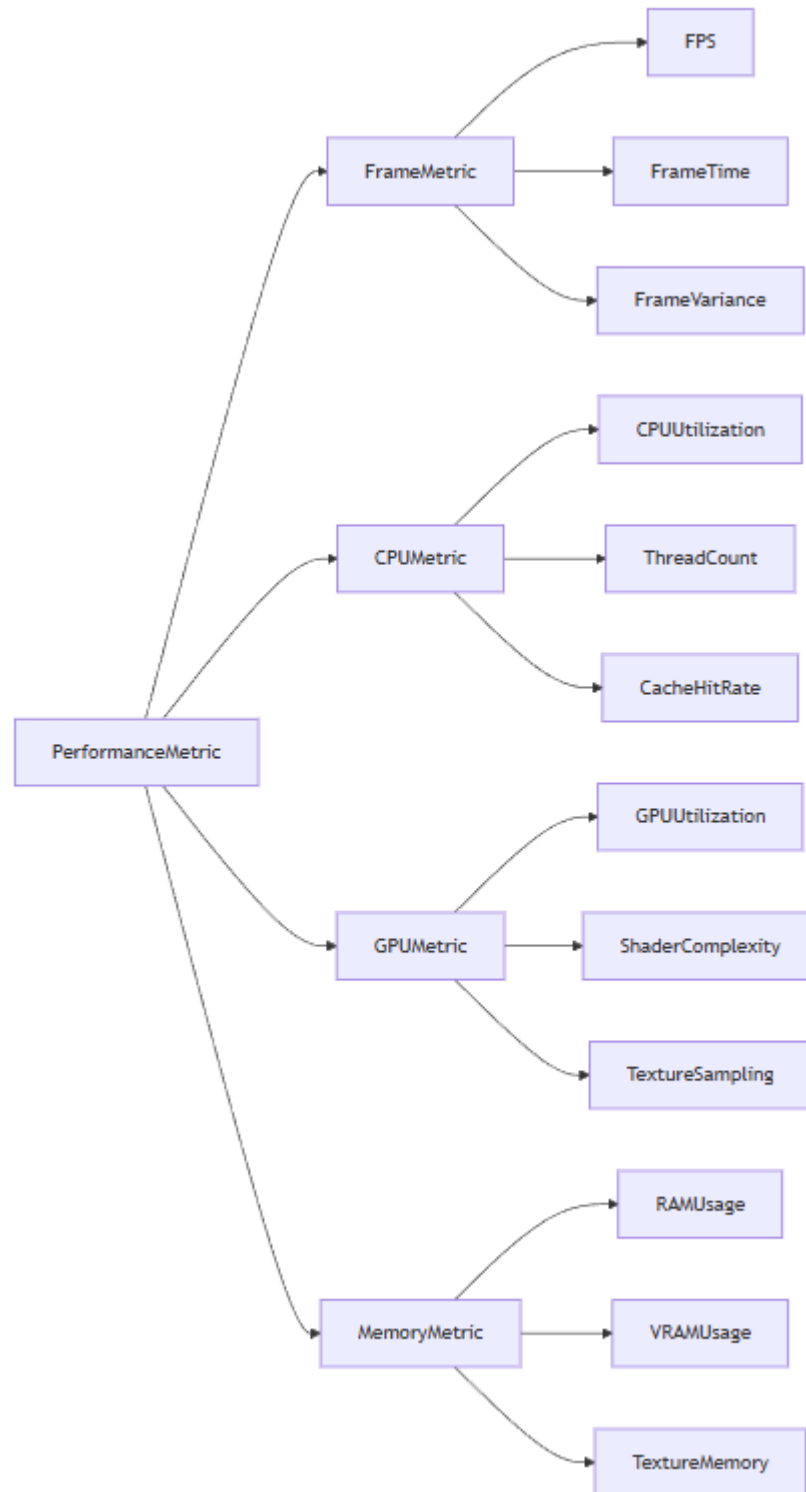 FPS
FrameMetric
FrameTime
FrameVariance
CPUUtilization
CPUMetric
ThreadCount
CacheHitRate
PerformanceMetric
GPUUtilization
GPUMetric
ShaderComplexity
TextureSampling
RAMUsage
MemoryMetric
VRAMUsage
TextureMemory